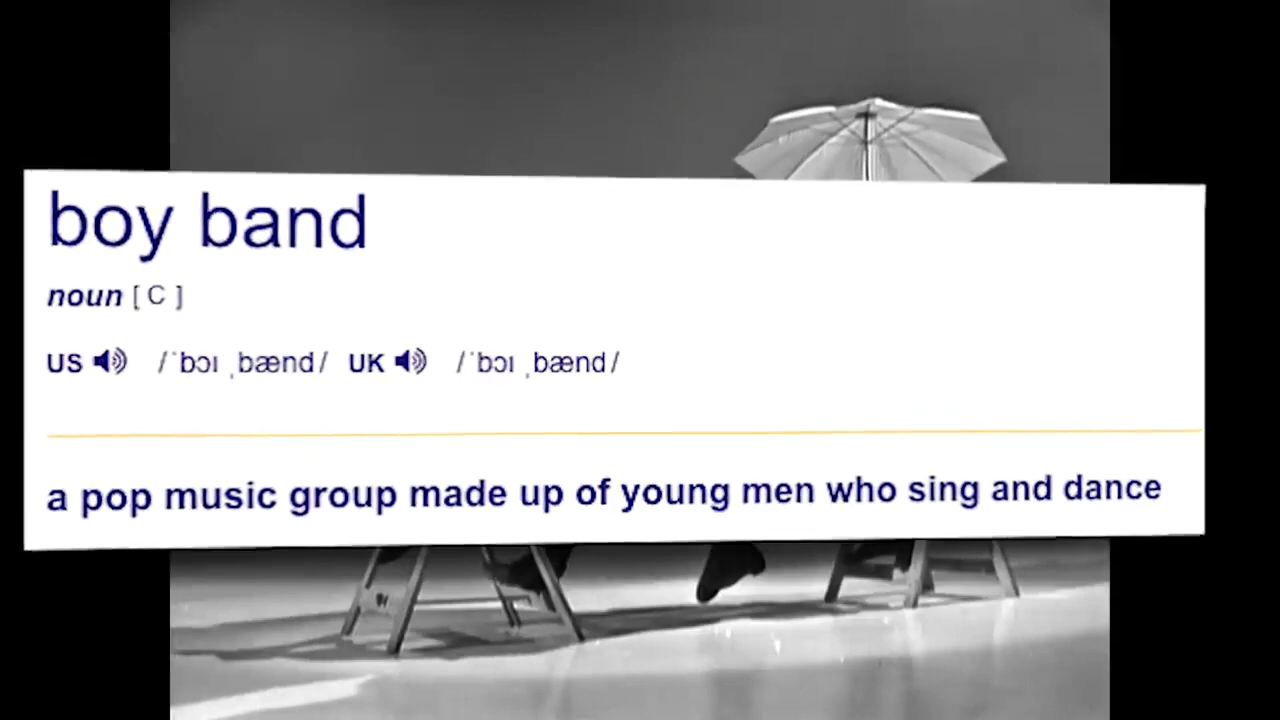 boy band
noun [ C ]
US /ˈbɔɪ ˌbænd/ UK /ˈbɔɪ ˌbænd/
a pop music group made up of young men who sing and dance